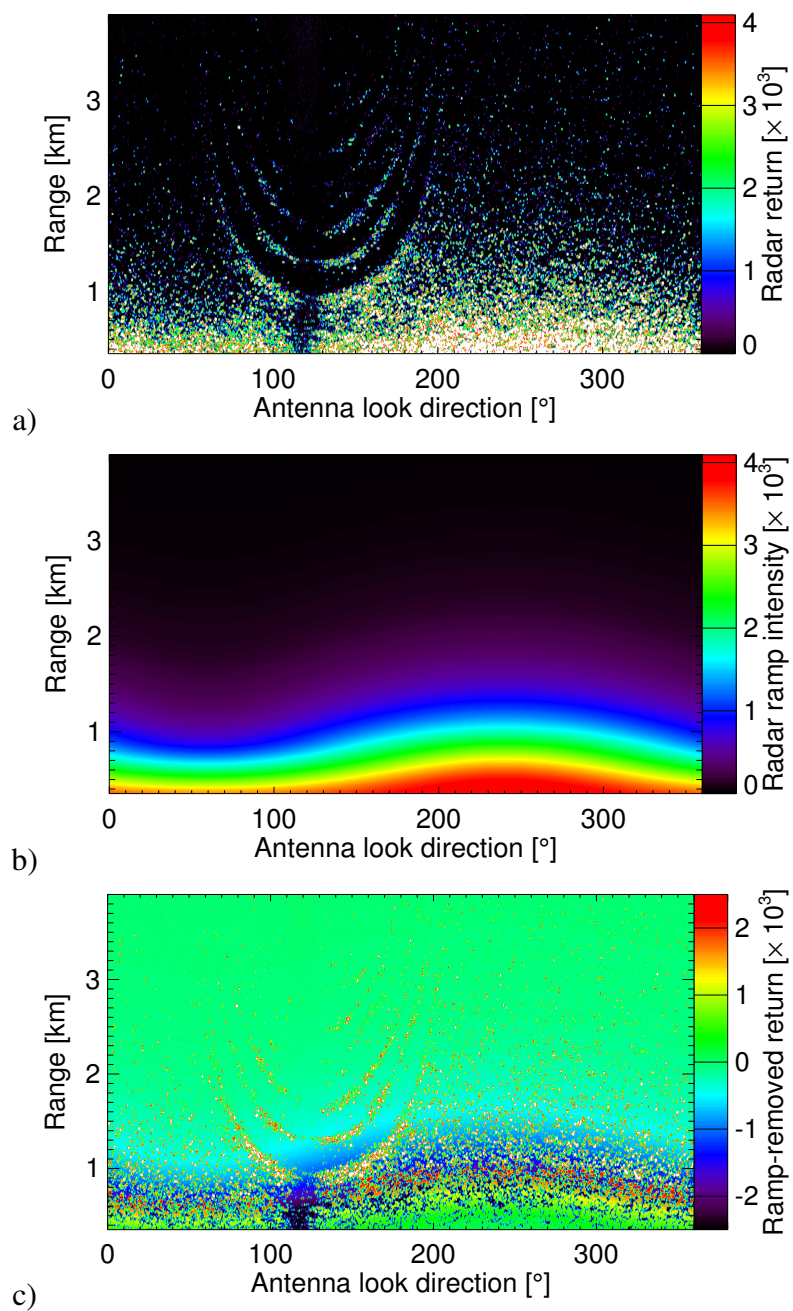 4
3
2
1
0
Radar return [× 10³]
3
2
1
Range [km]
0 100 200 300
Antenna look direction [°]
a)
4
3
2
1
0
Radar ramp intensity [× 10³]
3
2
1
Range [km]
0 100 200 300
Antenna look direction [°]
b)
2
1
0
-1
-2
Ramp-removed return [× 10³]
3
2
1
Range [km]
0 100 200 300
Antenna look direction [°]
c)